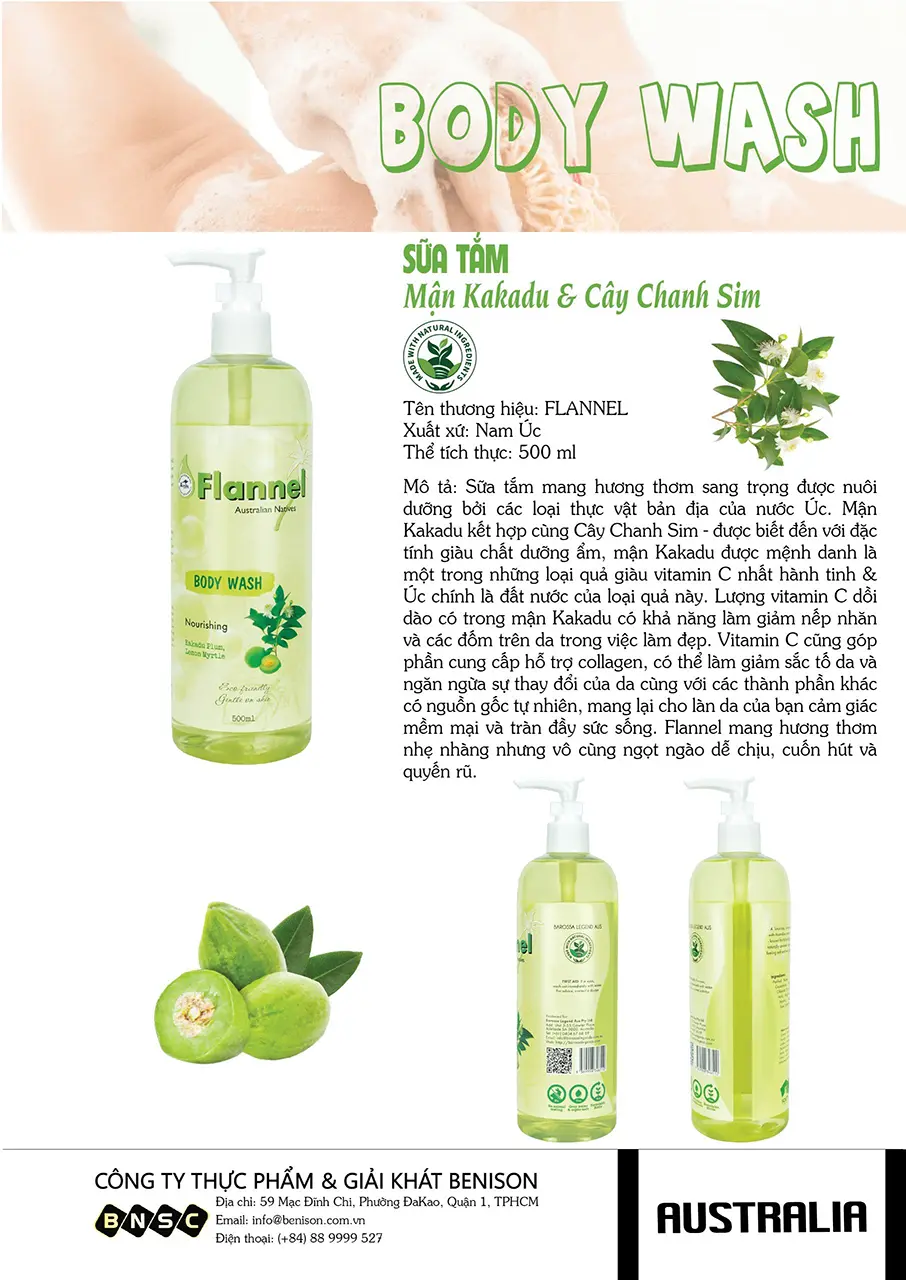 BODY WASH
SỮA TẮM
Mận Kakadu & Cây Chanh Sim
MADE WITH NATURAL INGREDIENTS
Tên thương hiệu: FLANNEL
Xuất xứ: Nam Úc
Thể tích thực: 500 ml
Mô tả: Sữa tắm mang hương thơm sang trọng được nuôi
dưỡng bởi các loại thực vật bản địa của nước Úc. Mận
Kakadu kết hợp cùng Cây Chanh Sim - được biết đến với đặc
tính giàu chất dưỡng ẩm, mận Kakadu được mệnh danh là
một trong những loại quả giàu vitamin C nhất hành tinh &
Úc chính là đất nước của loại quả này. Lượng vitamin C dồi
dào có trong mận Kakadu có khả năng làm giảm nếp nhăn
và các đốm trên da trong việc làm đẹp. Vitamin C cũng góp
phần cung cấp hỗ trợ collagen, có thể làm giảm sắc tố da và
ngăn ngừa sự thay đổi của da cùng với các thành phần khác
có nguồn gốc tự nhiên, mang lại cho làn da của bạn cảm giác
mềm mại và tràn đầy sức sống. Flannel mang hương thơm
nhẹ nhàng nhưng vô cùng ngọt ngào dễ chịu, cuốn hút và
quyến rũ.
Flannel
Australian Natives
BODY WASH
Nourishing
Kakadu Plum,
Lemon Myrtle
Eco-friendly
Gentle on skin
500ml
BAROSSA LEGEND AUS
FIRST AID
CÔNG TY THỰC PHẨM & GIẢI KHÁT BENISON
BNSC
Địa chỉ: 59 Mạc Đĩnh Chi, Phường ĐaKao, Quận 1, TPHCM
Email: info@benison.com.vn
Điện thoại: (+84) 88 9999 527
AUSTRALIA